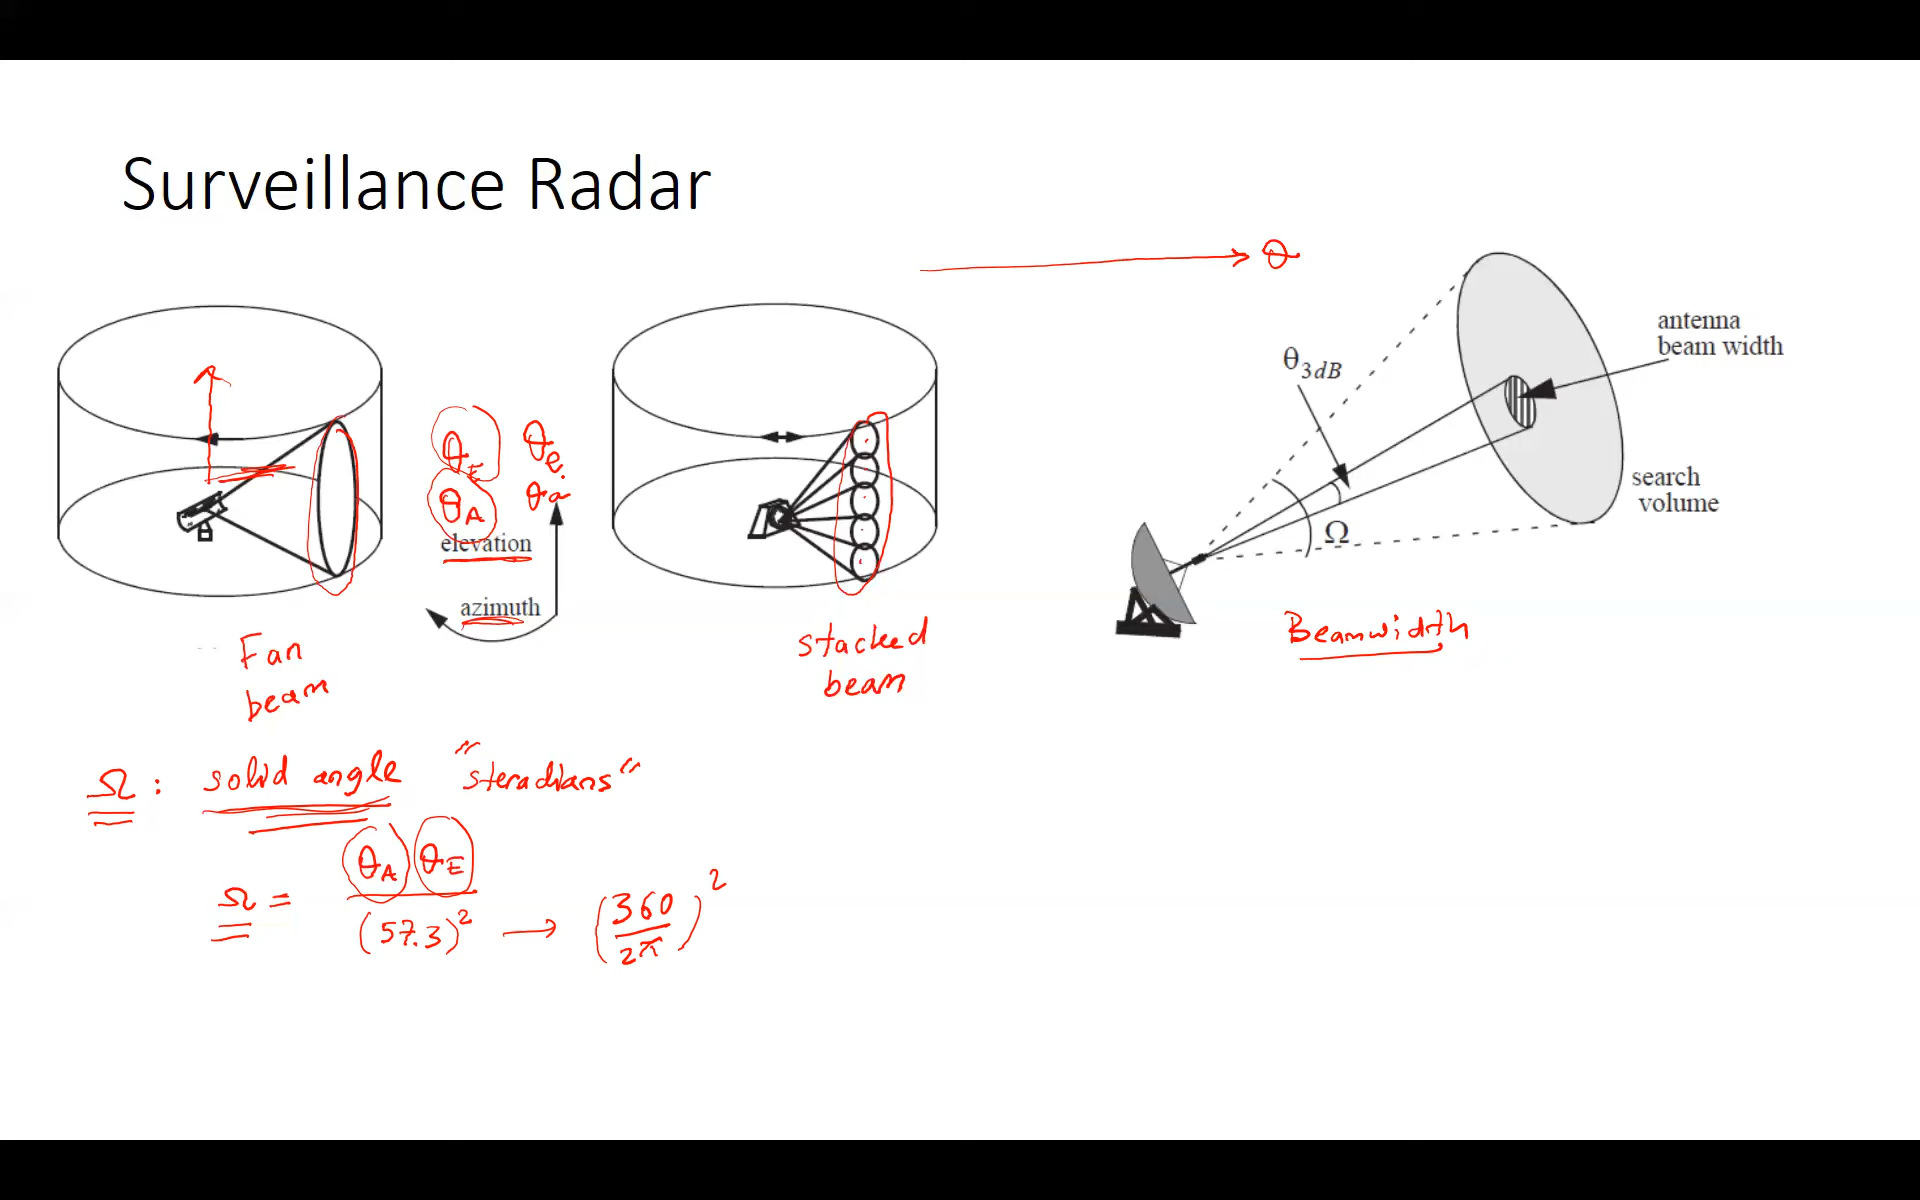 Surveillance Radar
θ
antenna
beam width
θ3dB
θE θe
θA θa
elevation
azimuth
search
volume
Ω
Fan
beam
stacked
beam
Beamwidth
Ω : solid angle "steradians"
Ω = θA θE / (57.3)² → (360/2π)²